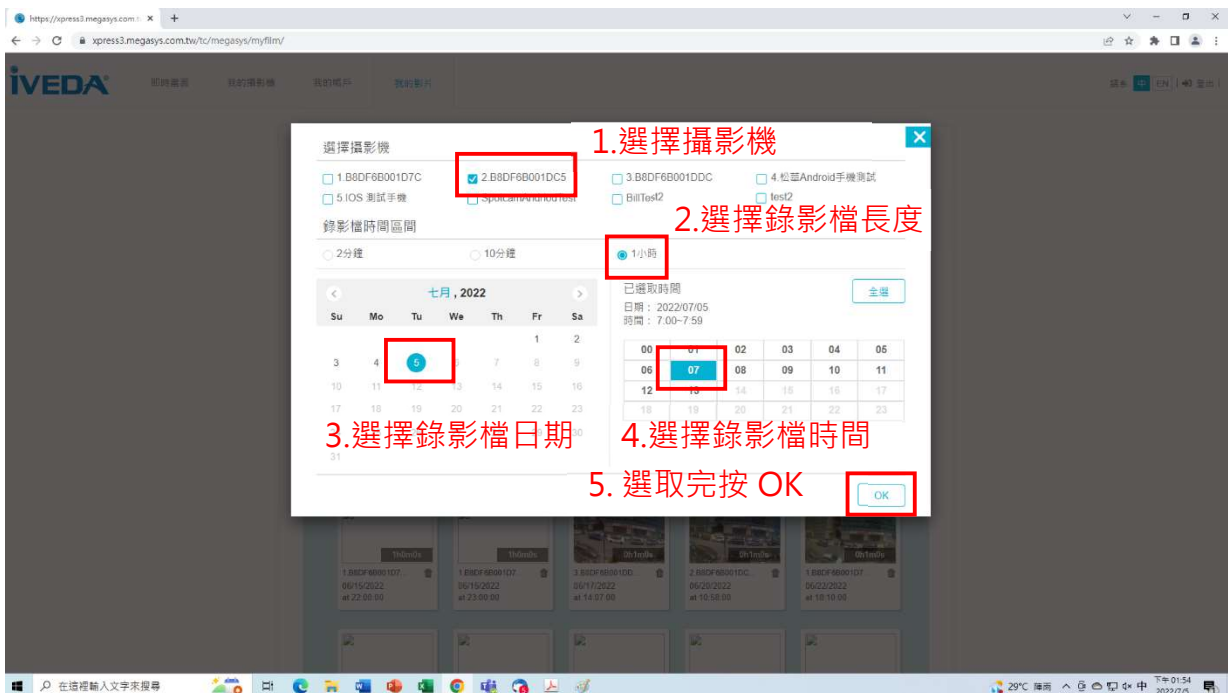 https://xpress3.megasys.com.t
xpress3.megasys.com.tw/tc/megasys/myfilm/
iVEDA 即時畫面 我的攝影機 我的帳戶 我的影片 中 EN 登出
選擇攝影機
1.選擇攝影機
1.B8DF6B001D7C 2.B8DF6B001DC5 3.B8DF6B001DDC 4.松菸Android手機測試
5.IOS 測試手機 BillTest2 test2
2.選擇錄影檔長度
錄影檔時間區間
2分鐘 10分鐘 1小時
七月 , 2022
Su Mo Tu We Th Fr Sa
1 2
3 4 5 6 7 8 9
10 11 12 13 14 15 16
17 18 19 20 21 22 23
30
31
已選取時間 全選
日期： 2022/07/05
時間： 7:00~7:59
00 01 02 03 04 05
06 07 08 09 10 11
12 13 14 15 16 17
18 19 20 21 22 23
3.選擇錄影檔日期
4.選擇錄影檔時間
5. 選取完按 OK
OK
1h0m0s 1h0m0s 0h1m0s 0h1m0s 0h1m0s
1.B8DF6B001D7... 1.B8DF6B001D7... 3.B8DF6B001DD... 2.B8DF6B001DC... 1.B8DF6B001D7...
06/15/2022 06/15/2022 06/17/2022 06/20/2022 06/22/2022
at 22:00:00 at 23:00:00 at 14:07:00 at 10:58:00 at 10:10:00
在這裡輸入文字來搜尋
29°C 陣雨 中 下午 01:54
2022/7/5